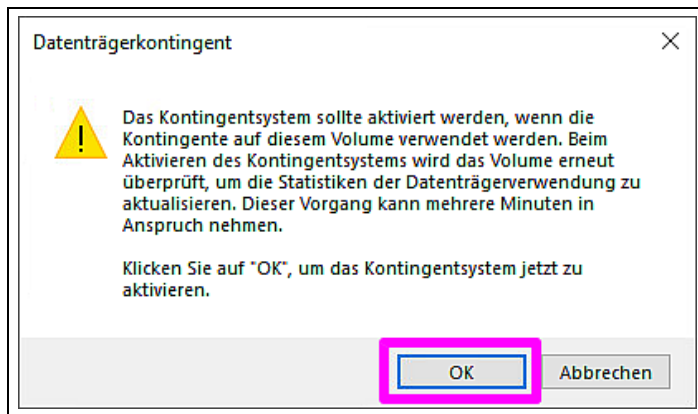 Datenträgerkontingent
Das Kontingentsystem sollte aktiviert werden, wenn die
Kontingente auf diesem Volume verwendet werden. Beim
Aktivieren des Kontingentsystems wird das Volume erneut
überprüft, um die Statistiken der Datenträgerverwendung zu
aktualisieren. Dieser Vorgang kann mehrere Minuten in
Anspruch nehmen.
Klicken Sie auf "OK", um das Kontingentsystem jetzt zu
aktivieren.
OK Abbrechen